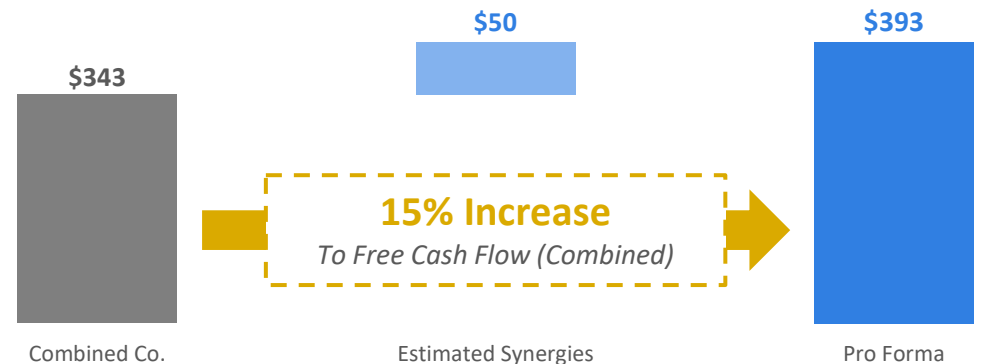 $50
$393
$343
15% Increase
To Free Cash Flow (Combined)
Combined Co.
Estimated Synergies
Pro Forma